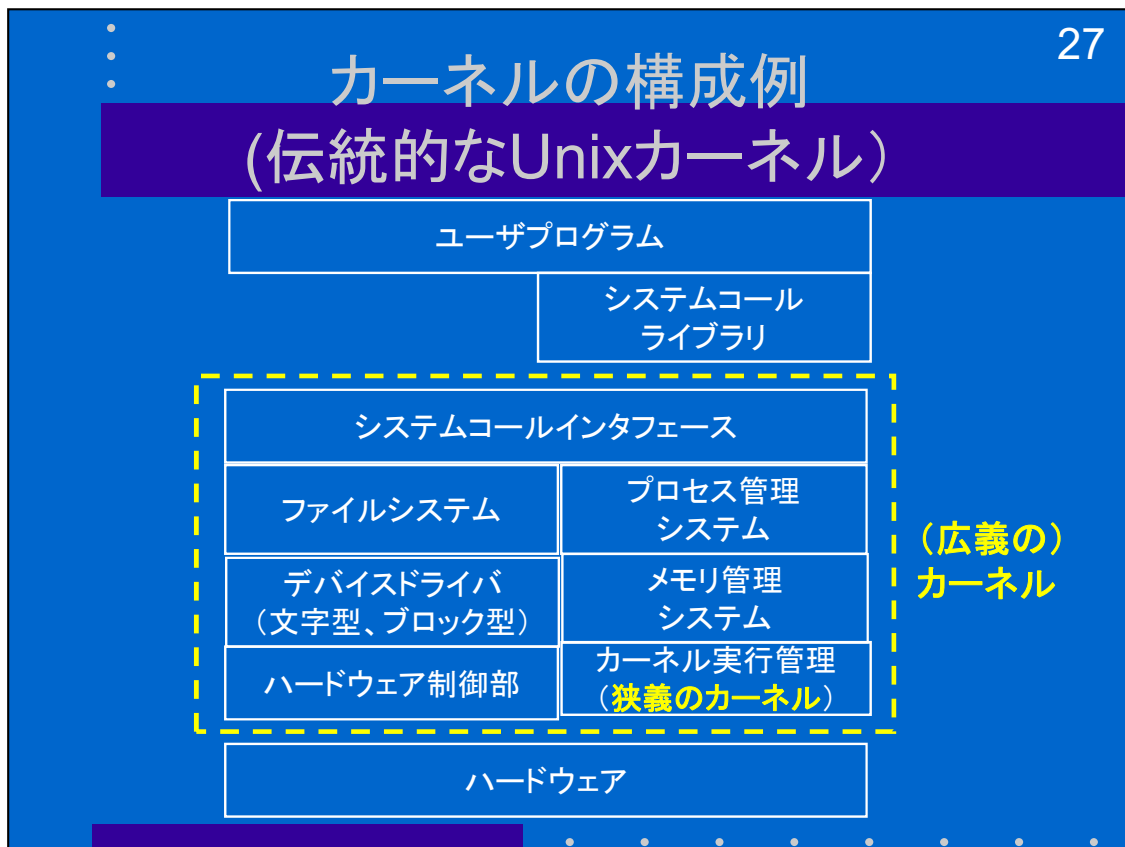 27
カーネルの構成例
(伝統的なUnixカーネル）
ユーザプログラム
システムコール
ライブラリ
システムコールインタフェース
ファイルシステム
プロセス管理
システム
デバイスドライバ
（文字型、ブロック型）
メモリ管理
システム
ハードウェア制御部
カーネル実行管理
（狭義のカーネル）
（広義の）
カーネル
ハードウェア